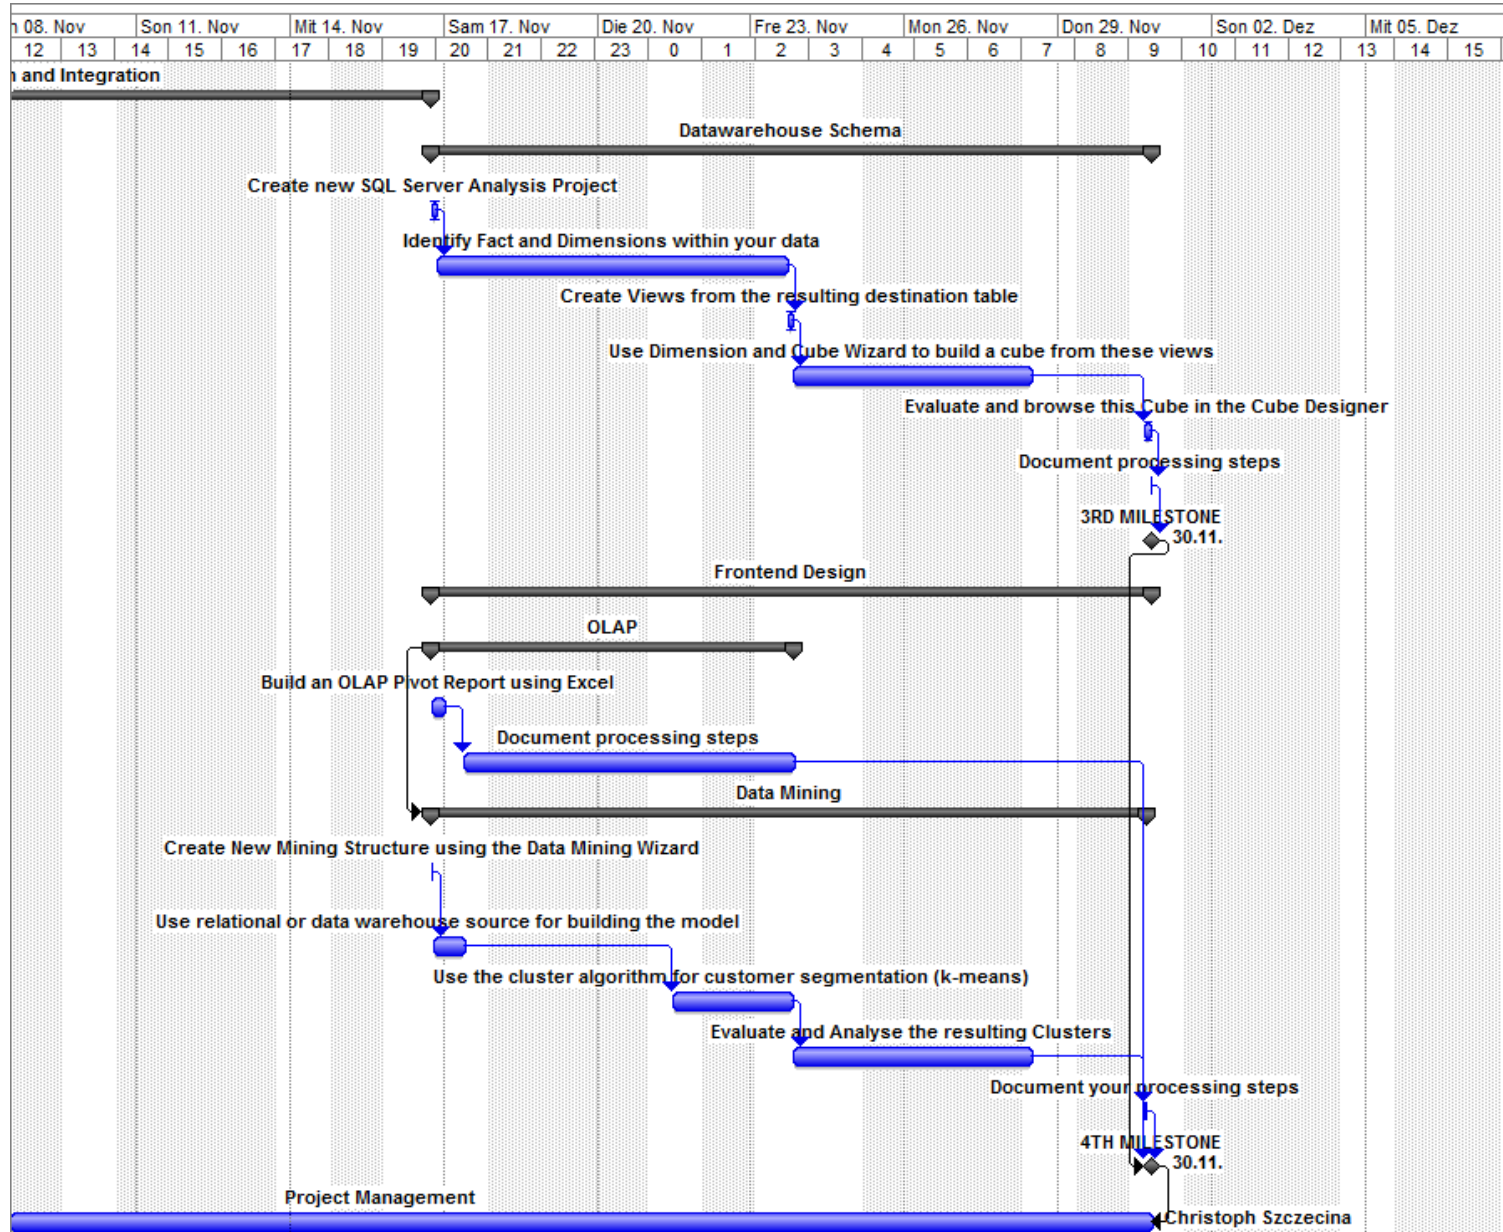 08. Nov Son 11. Nov Mit 14. Nov Sam 17. Nov Die 20. Nov Fre 23. Nov Mon 26. Nov Don 29. Nov Son 02. Dez Mit 05. Dez
12 13 14 15 16 17 18 19 20 21 22 23 0 1 2 3 4 5 6 7 8 9 10 11 12 13 14 15
and Integration
Datawarehouse Schema
Create new SQL Server Analysis Project
Identify Fact and Dimensions within your data
Create Views from the resulting destination table
Use Dimension and Cube Wizard to build a cube from these views
Evaluate and browse this Cube in the Cube Designer
Document processing steps
3RD MILESTONE
30.11.
Frontend Design
OLAP
Build an OLAP Pivot Report using Excel
Document processing steps
Data Mining
Create New Mining Structure using the Data Mining Wizard
Use relational or data warehouse source for building the model
Use the cluster algorithm for customer segmentation (k-means)
Evaluate and Analyse the resulting Clusters
Document your processing steps
4TH MILESTONE
30.11.
Project Management
Christoph Szczecina